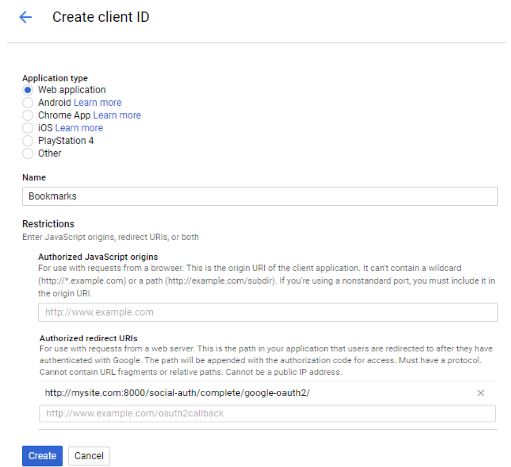 Create client ID
Application type
Web application
Android Learn more
Chrome App Learn more
iOS Learn more
PlayStation 4
Other
Name
Bookmarks
Restrictions
Enter JavaScript origins, redirect URIs, or both
Authorized JavaScript origins
For use with requests from a browser. This is the origin URI of the client application. It can't contain a wildcard
(http://*.example.com) or a path (http://example.com/subdir). If you're using a nonstandard port, you must include it in
the origin URI.
http://www.example.com
Authorized redirect URIs
For use with requests from a web server. This is the path in your application that users are redirected to after they have
authenticated with Google. The path will be appended with the authorization code for access. Must have a protocol.
Cannot contain URL fragments or relative paths. Cannot be a public IP address.
http://mysite.com:8000/social-auth/complete/google-oauth2/
http://www.example.com/oauth2callback
Create Cancel